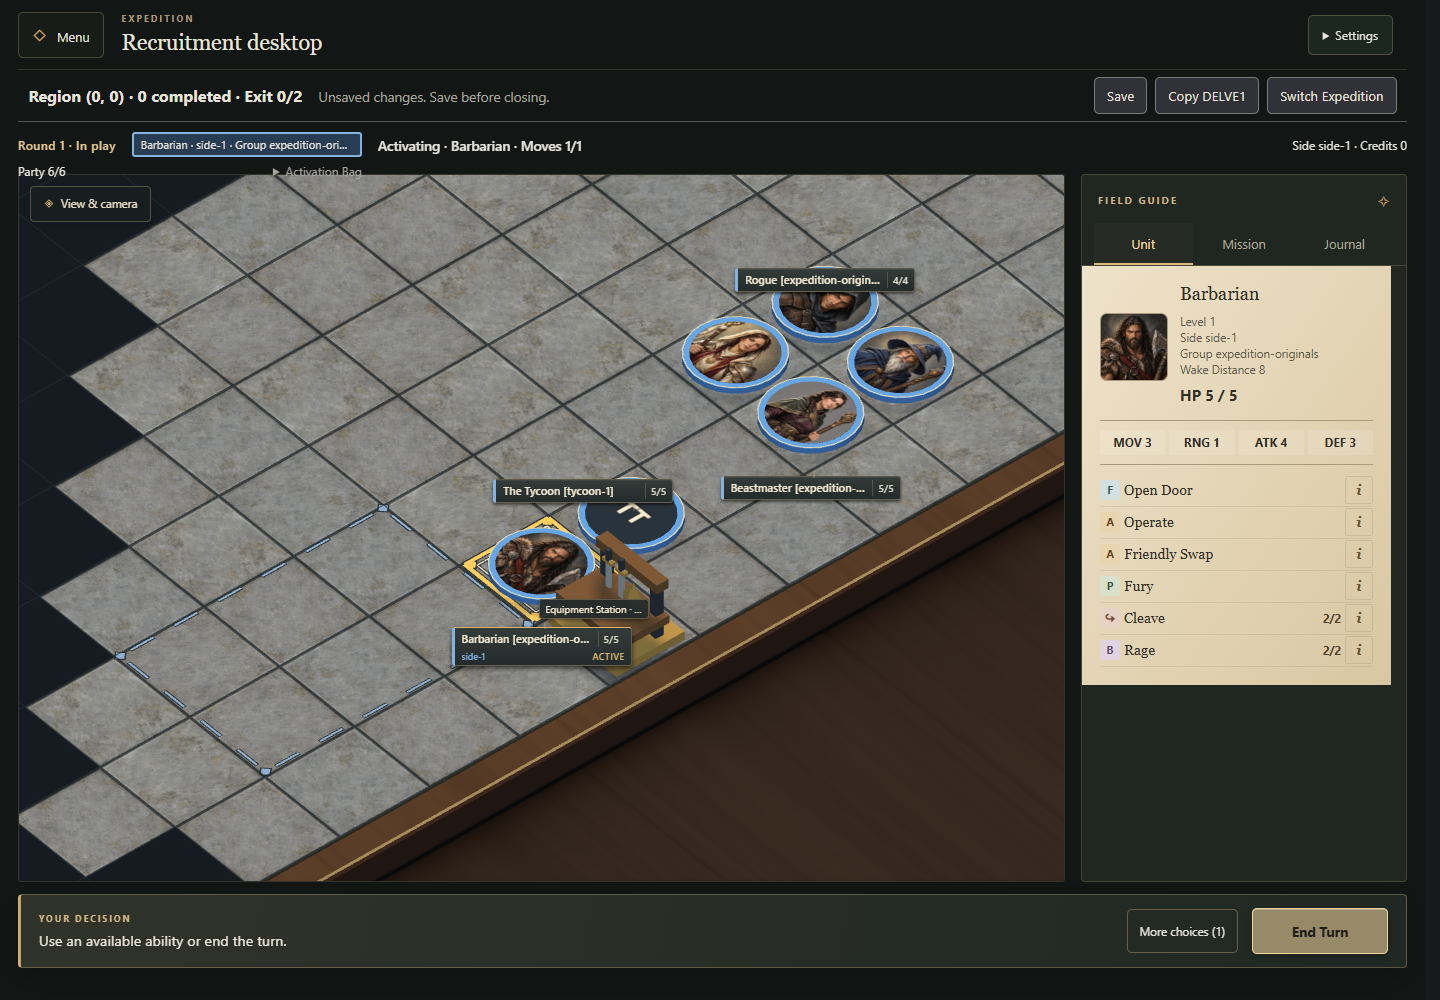 ◇ Menu
EXPEDITION
Recruitment desktop
▶ Settings
Region (0, 0) · 0 completed · Exit 0/2
Unsaved changes. Save before closing.
Save
Copy DELVE1
Switch Expedition
Round 1 · In play
Barbarian · side-1 · Group expedition-ori...
Activating · Barbarian · Moves 1/1
Side side-1 · Credits 0
Party 6/6
▶ Activation Bag
View & camera
Rogue [expedition-origin... 4/4
The Tycoon [tycoon-1] 5/5
Beastmaster [expedition-... 5/5
TT
Equipment Station · ...
Barbarian [expedition-o... 5/5
side-1 ACTIVE
FIELD GUIDE
Unit
Mission
Journal
Barbarian
Level 1
Side side-1
Group expedition-originals
Wake Distance 8
HP 5 / 5
MOV 3
RNG 1
ATK 4
DEF 3
F Open Door i
A Operate i
A Friendly Swap i
P Fury i
↪ Cleave 2/2 i
B Rage 2/2 i
YOUR DECISION
Use an available ability or end the turn.
More choices (1)
End Turn